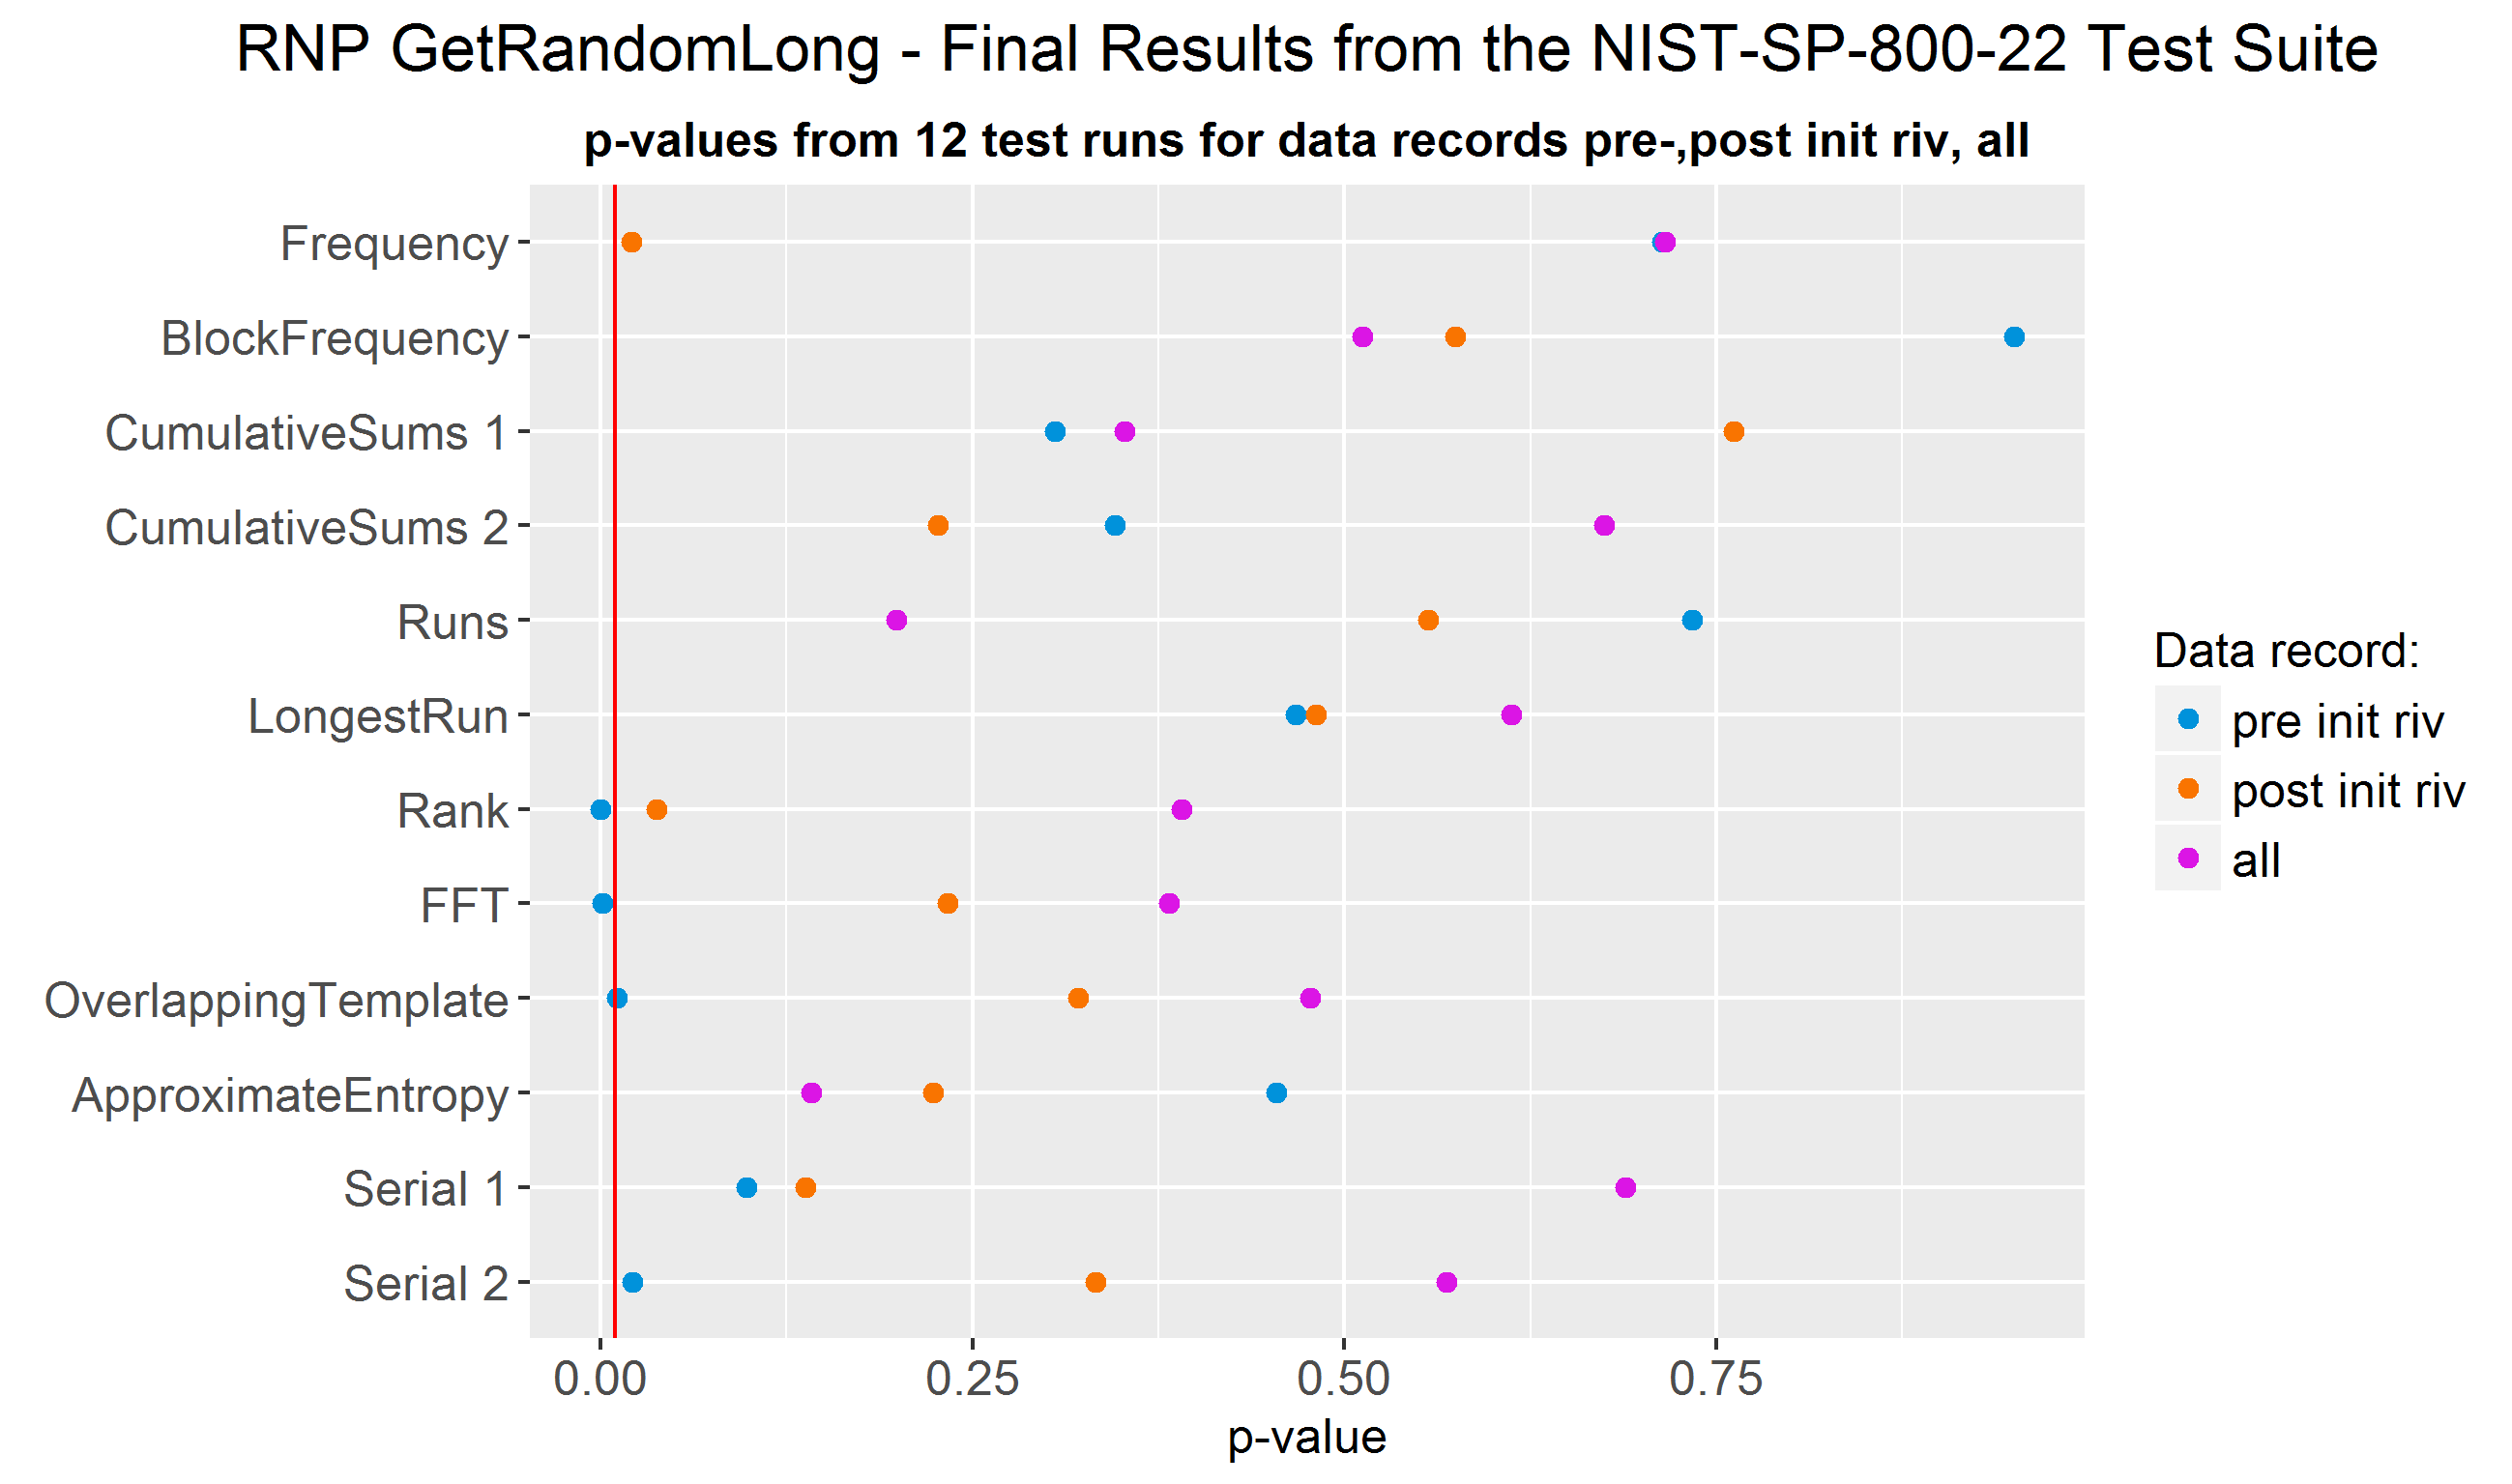 RNP GetRandomLong - Final Results from the NIST-SP-800-22 Test Suite
p-values from 12 test runs for data records pre-,post init riv, all
Frequency
BlockFrequency
CumulativeSums 1
CumulativeSums 2
Runs
LongestRun
Rank
FFT
OverlappingTemplate
ApproximateEntropy
Serial 1
Serial 2
0.00 0.25 0.50 0.75
p-value
Data record:
pre init riv
post init riv
all